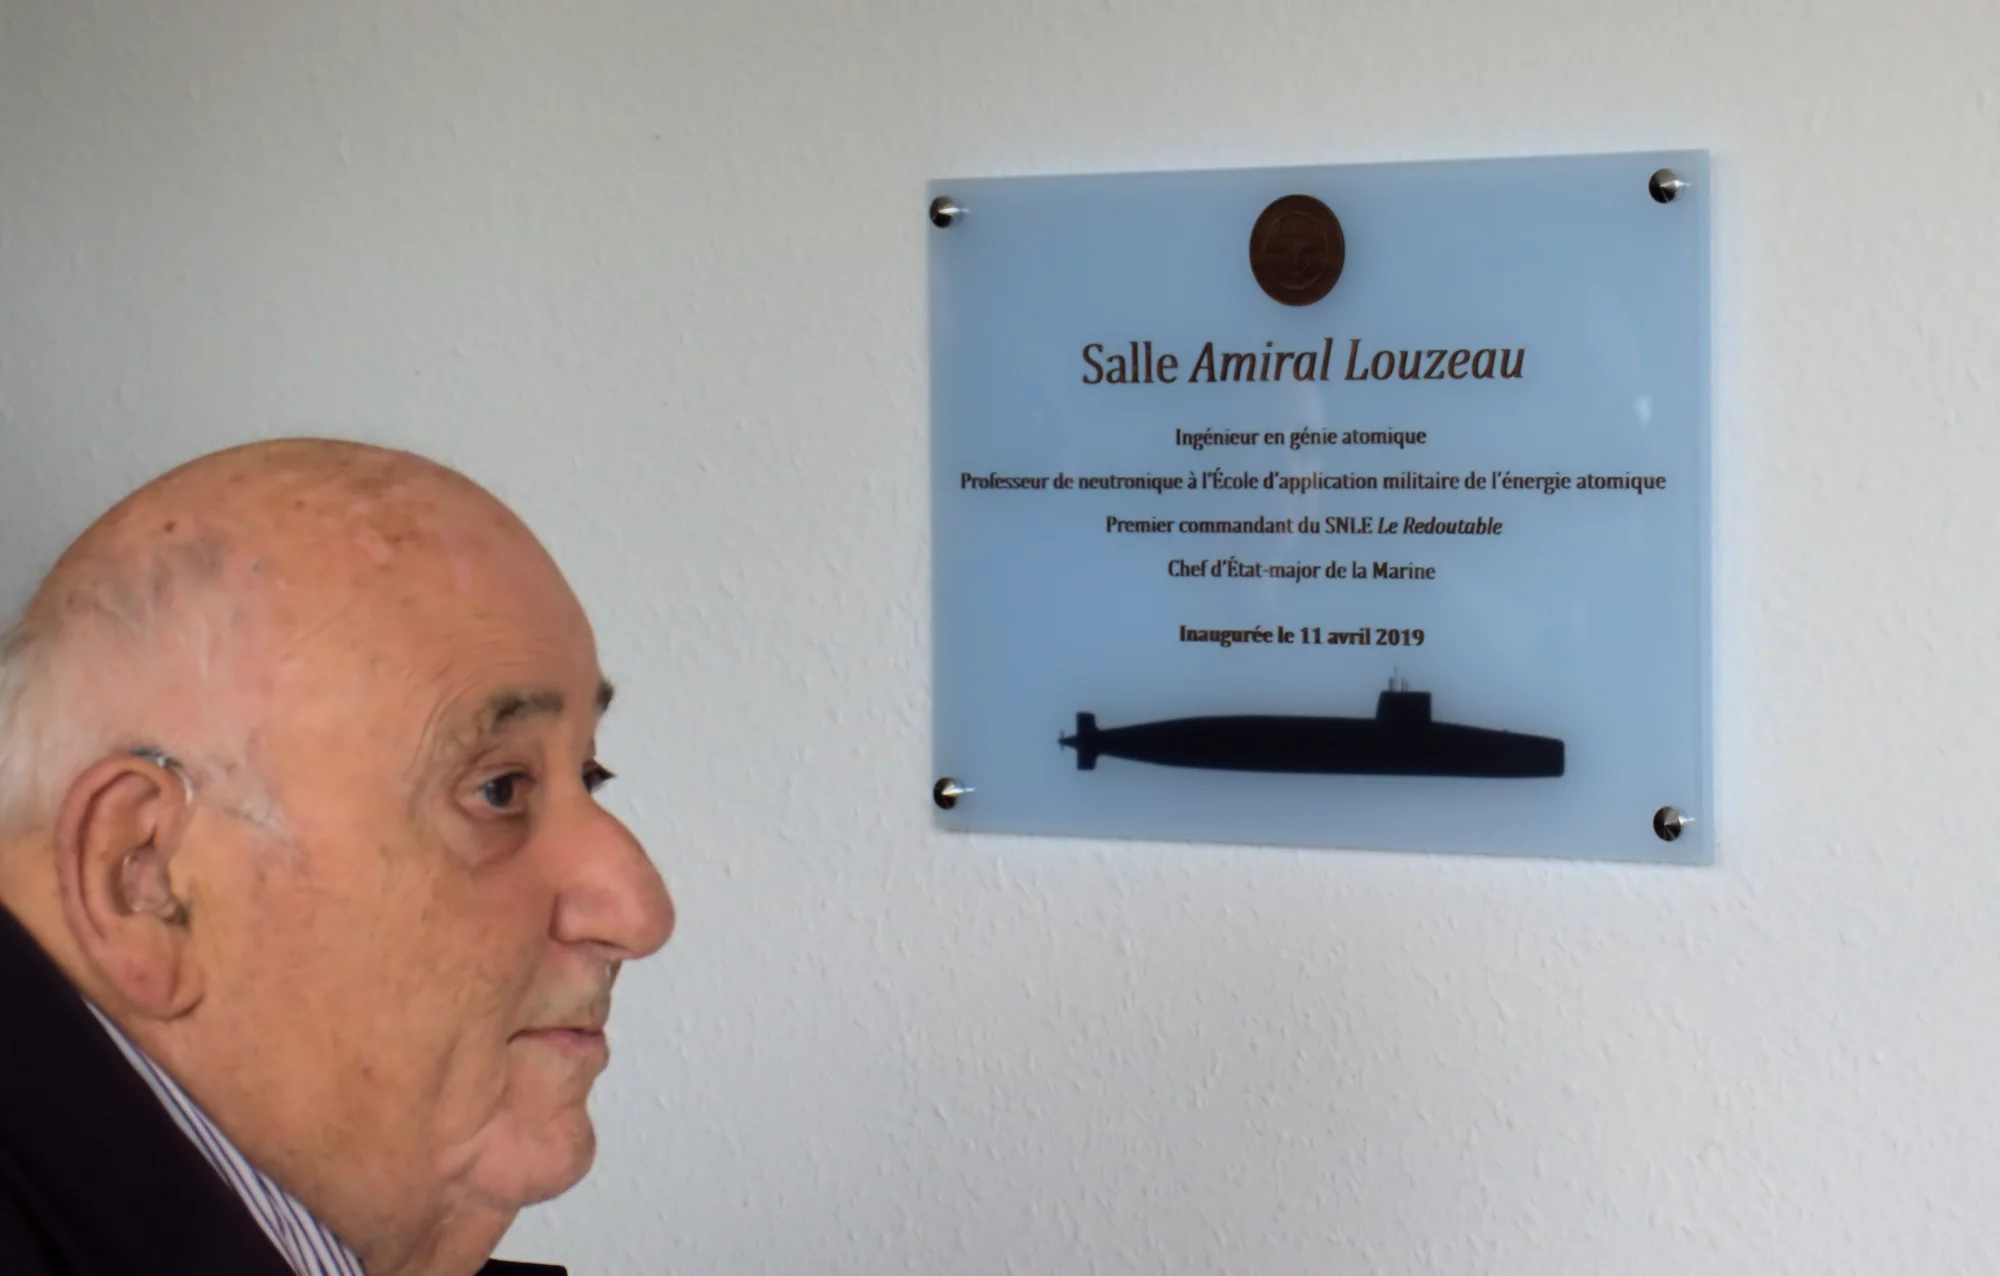 Salle Amiral Louzeau
Ingénieur en génie atomique
Professeur de neutronique à l'École d'application militaire de l'énergie atomique
Premier commandant du SNLE Le Redoutable
Chef d'État-major de la Marine
Inaugurée le 11 avril 2019